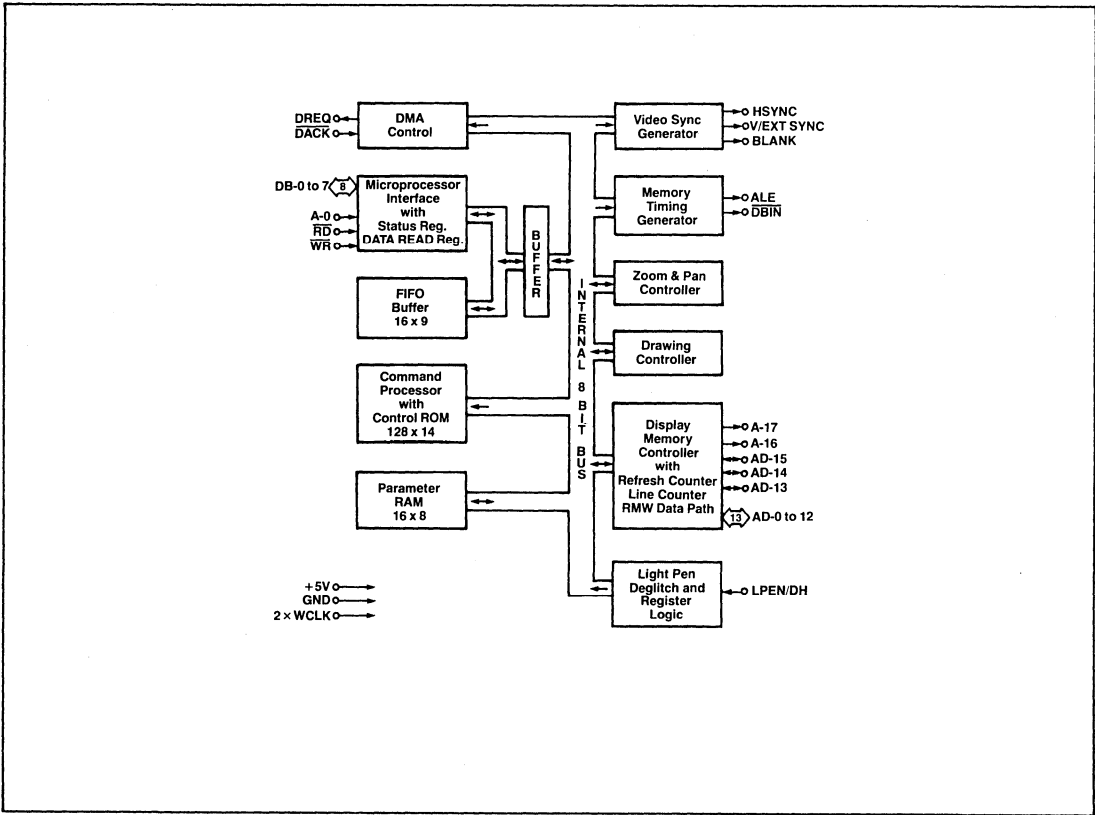 DREQ
DACK
DMA
Control
DB-0 to 7
8
Microprocessor
Interface
with
Status Reg.
DATA READ Reg.
A-0
RD
WR
FIFO
Buffer
16 x 9
BUFFER
Command
Processor
with
Control ROM
128 x 14
Parameter
RAM
16 x 8
+5V
GND
2 × WCLK
INTERNAL 8 BIT BUS
Video Sync
Generator
HSYNC
V/EXT SYNC
BLANK
Memory
Timing
Generator
ALE
DBIN
Zoom & Pan
Controller
Drawing
Controller
Display
Memory
Controller
with
Refresh Counter
Line Counter
RMW Data Path
A-17
A-16
AD-15
AD-14
AD-13
13
AD-0 to 12
Light Pen
Deglitch and
Register
Logic
LPEN/DH